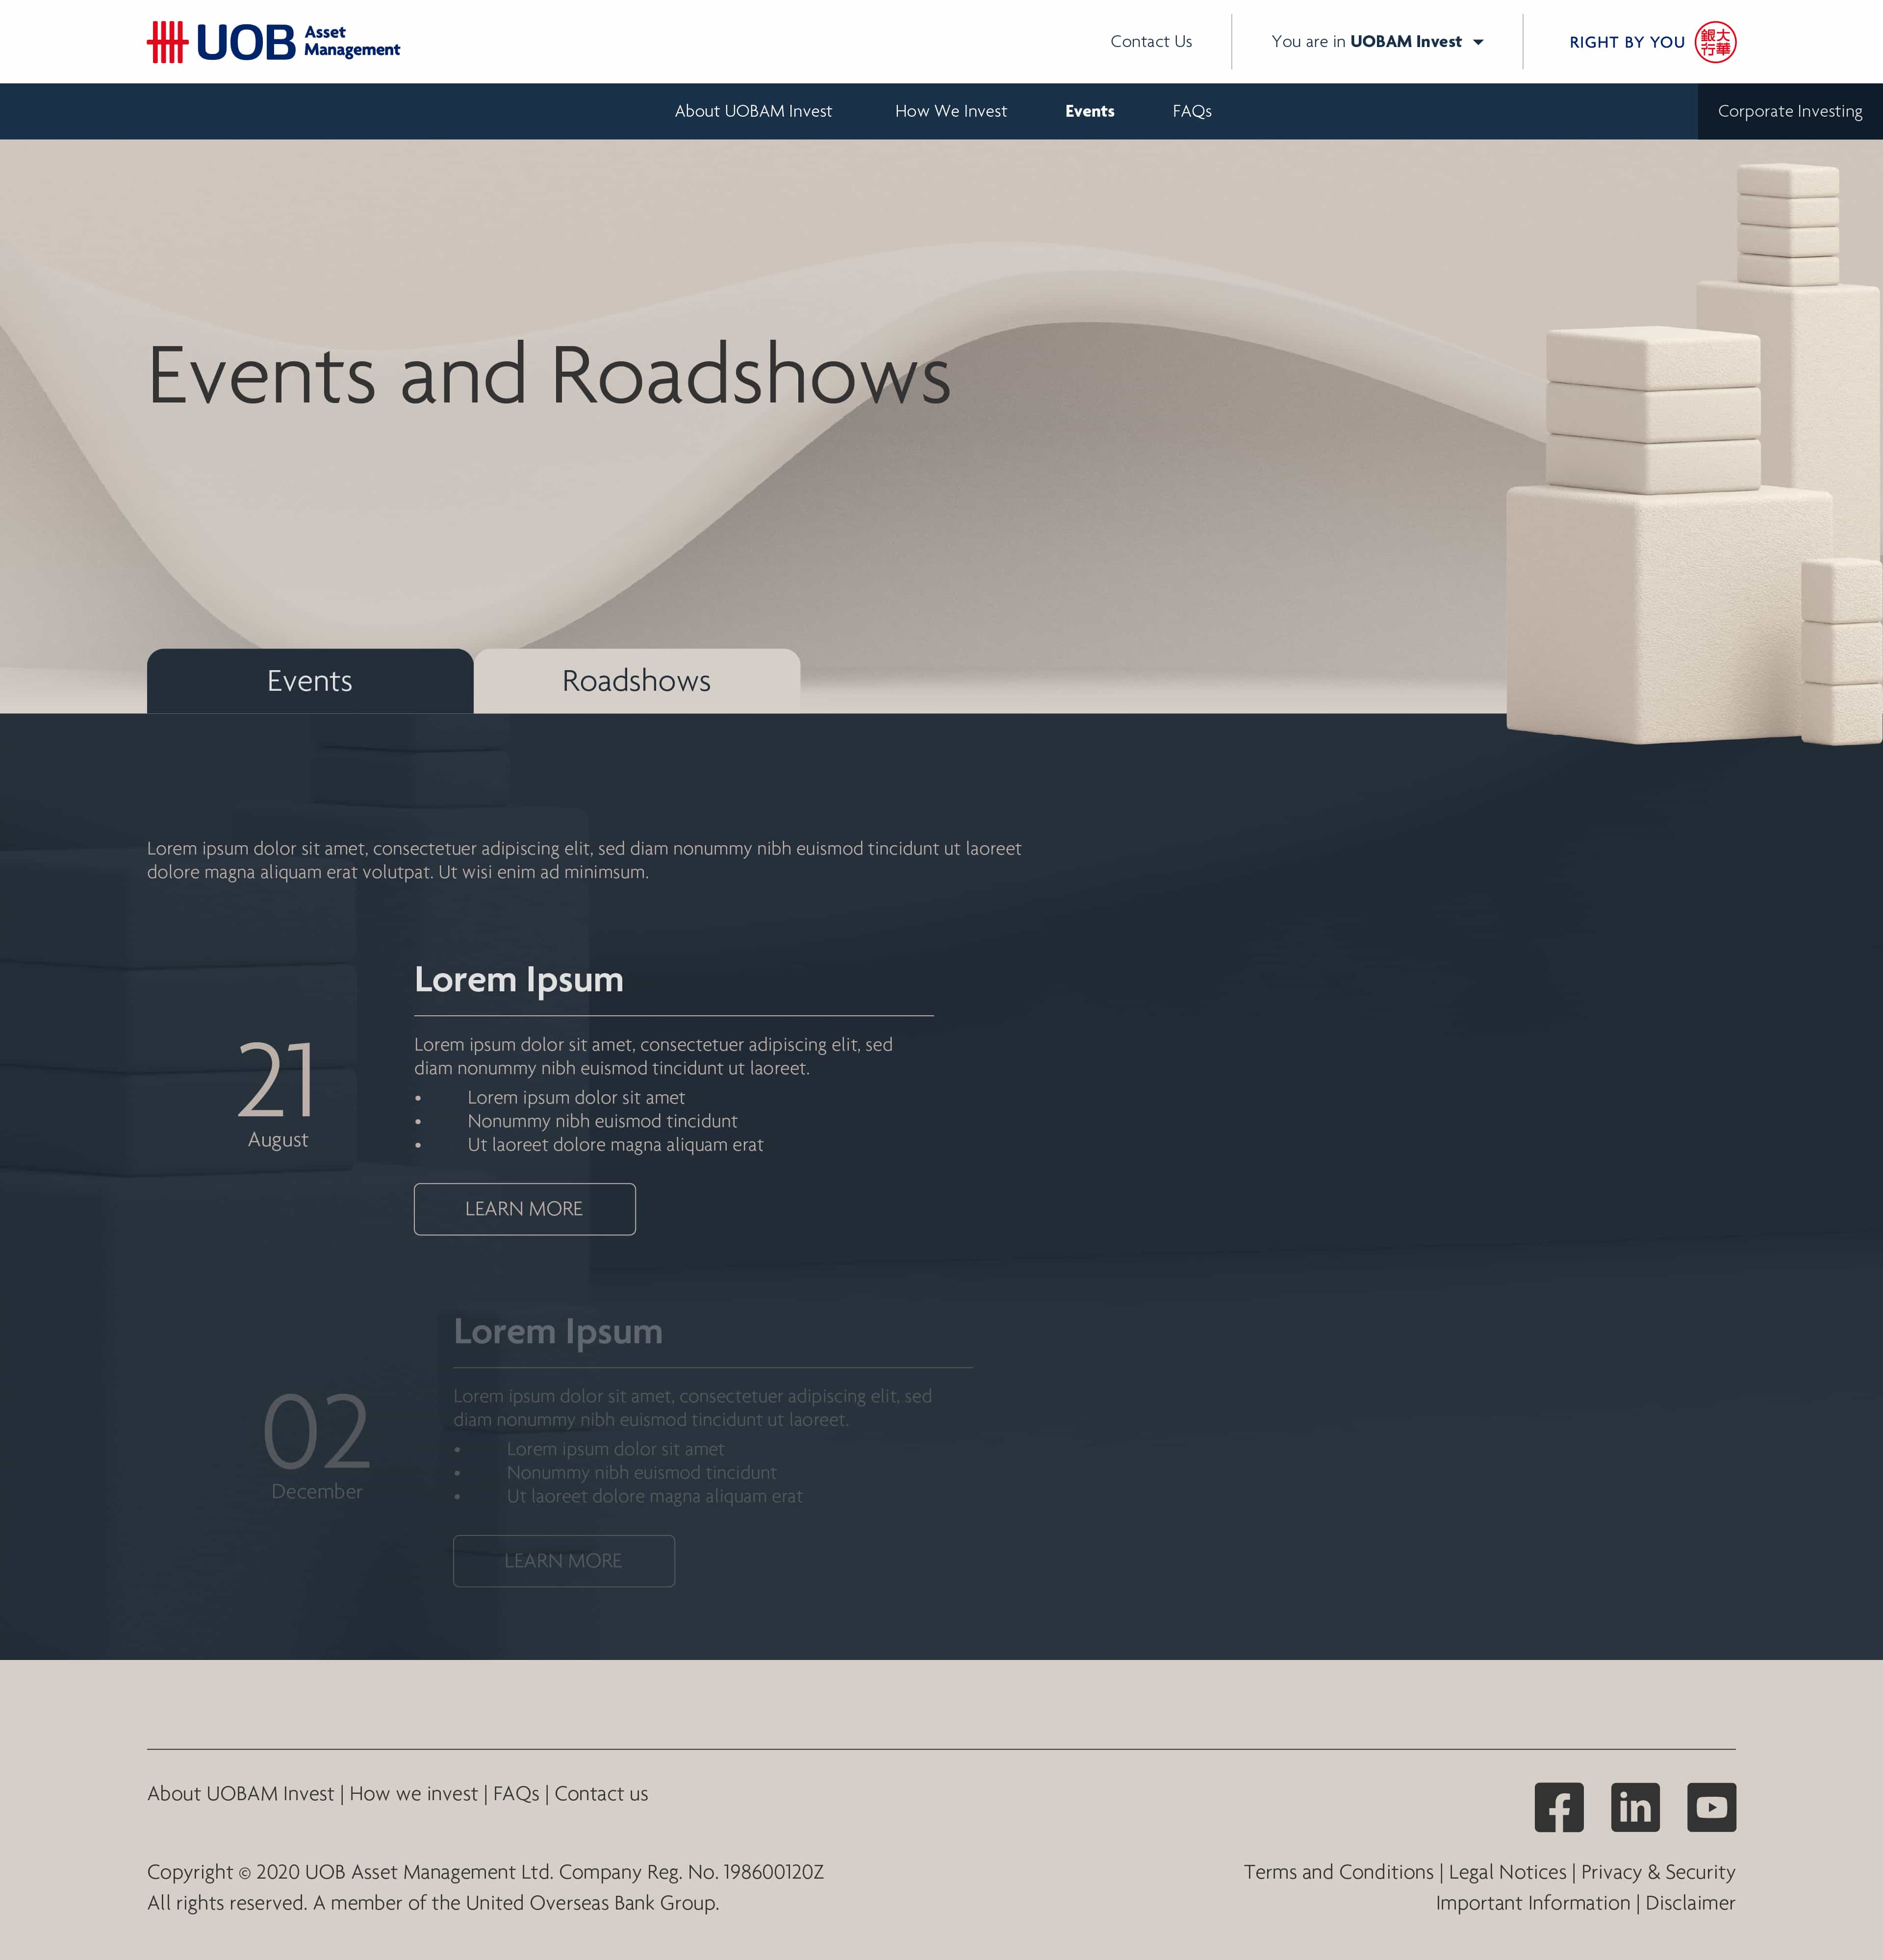 UOB Asset Management
Contact Us
You are in UOBAM Invest
RIGHT BY YOU
銀大
行華
About UOBAM Invest
How We Invest
Events
FAQs
Corporate Investing
Events and Roadshows
Events
Roadshows
Lorem ipsum dolor sit amet, consectetuer adipiscing elit, sed diam nonummy nibh euismod tincidunt ut laoreet
dolore magna aliquam erat volutpat. Ut wisi enim ad minimsum.
21
August
Lorem Ipsum
Lorem ipsum dolor sit amet, consectetuer adipiscing elit, sed
diam nonummy nibh euismod tincidunt ut laoreet.
• Lorem ipsum dolor sit amet
• Nonummy nibh euismod tincidunt
• Ut laoreet dolore magna aliquam erat
LEARN MORE
02
December
Lorem Ipsum
Lorem ipsum dolor sit amet, consectetuer adipiscing elit, sed
diam nonummy nibh euismod tincidunt ut laoreet.
• Lorem ipsum dolor sit amet
• Nonummy nibh euismod tincidunt
• Ut laoreet dolore magna aliquam erat
LEARN MORE
About UOBAM Invest | How we invest | FAQs | Contact us
Copyright © 2020 UOB Asset Management Ltd. Company Reg. No. 198600120Z
All rights reserved. A member of the United Overseas Bank Group.
Terms and Conditions | Legal Notices | Privacy & Security
Important Information | Disclaimer